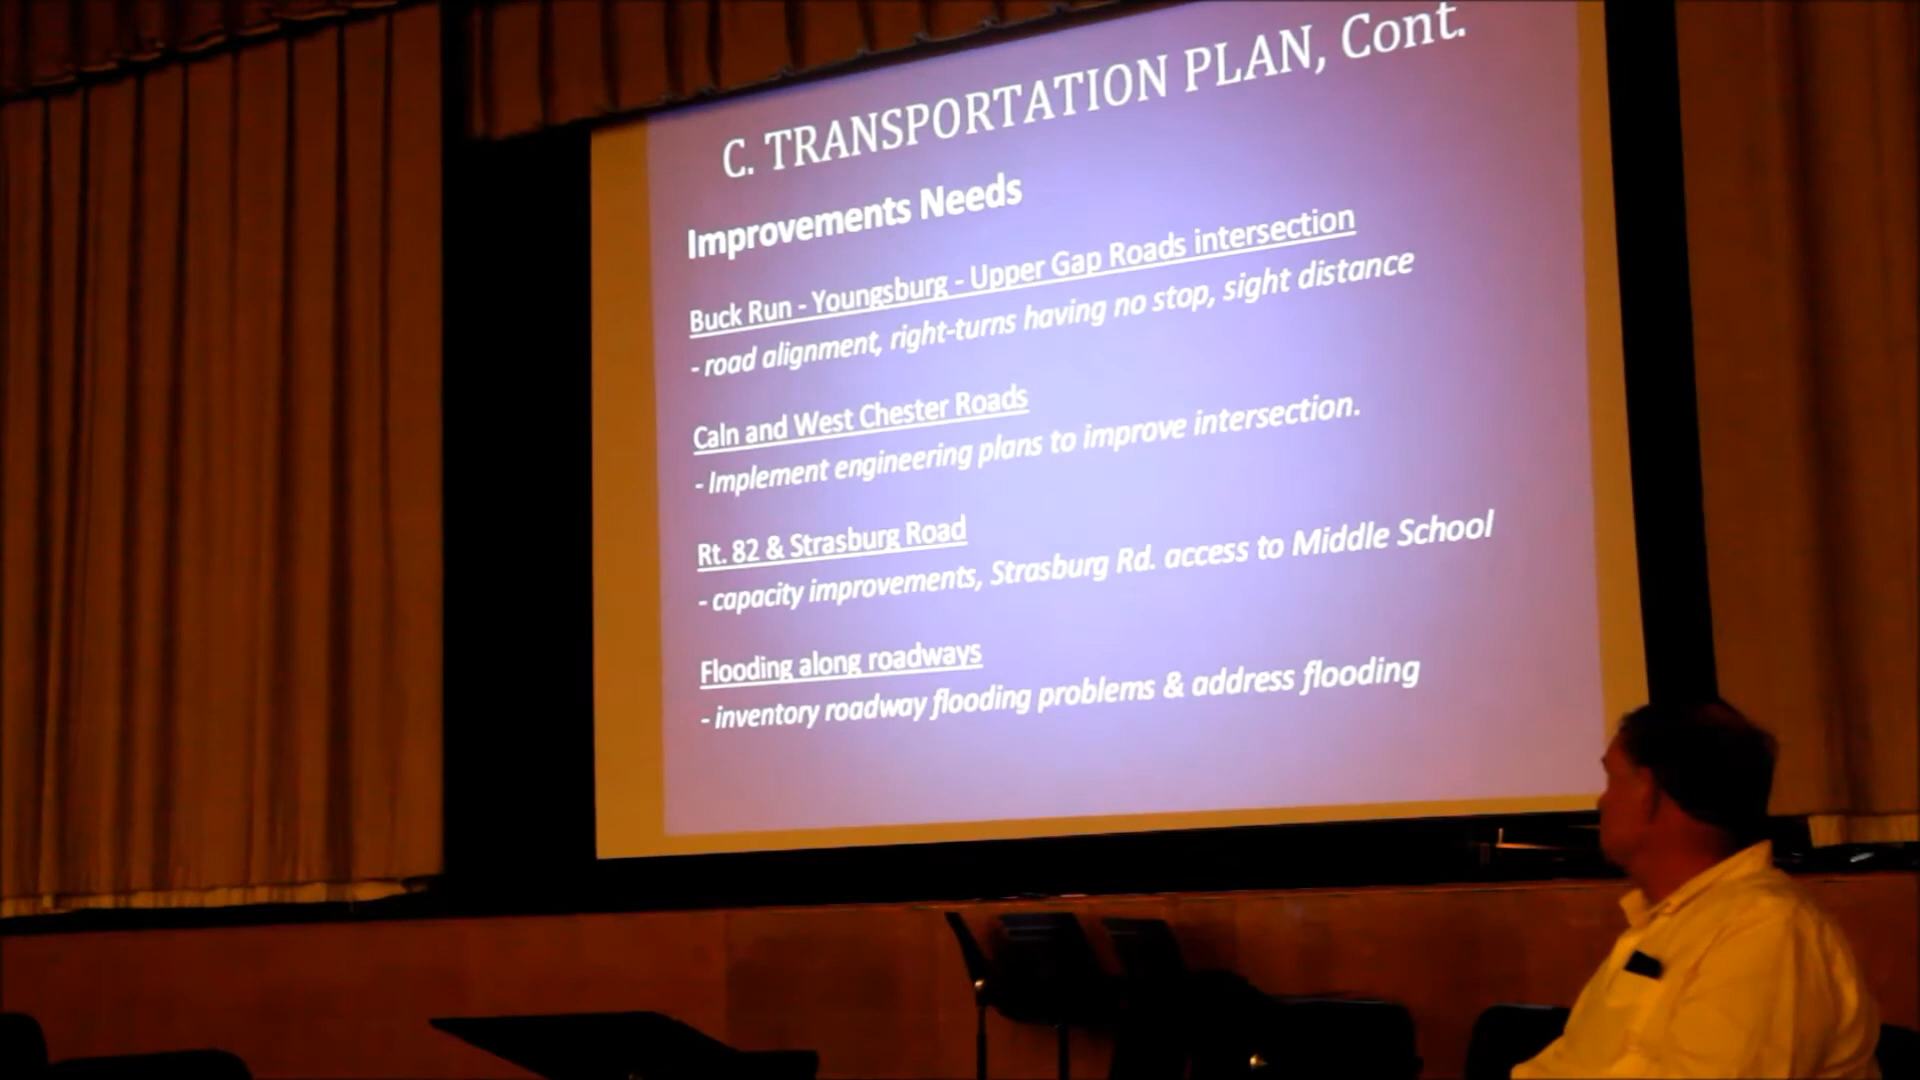 C. TRANSPORTATION PLAN, Cont.
Improvements Needs
Buck Run - Youngsburg - Upper Gap Roads intersection
- road alignment, right-turns having no stop, sight distance
Caln and West Chester Roads
- Implement engineering plans to improve intersection.
Rt. 82 & Strasburg Road
- capacity improvements, Strasburg Rd. access to Middle School
Flooding along roadways
- inventory roadway flooding problems & address flooding